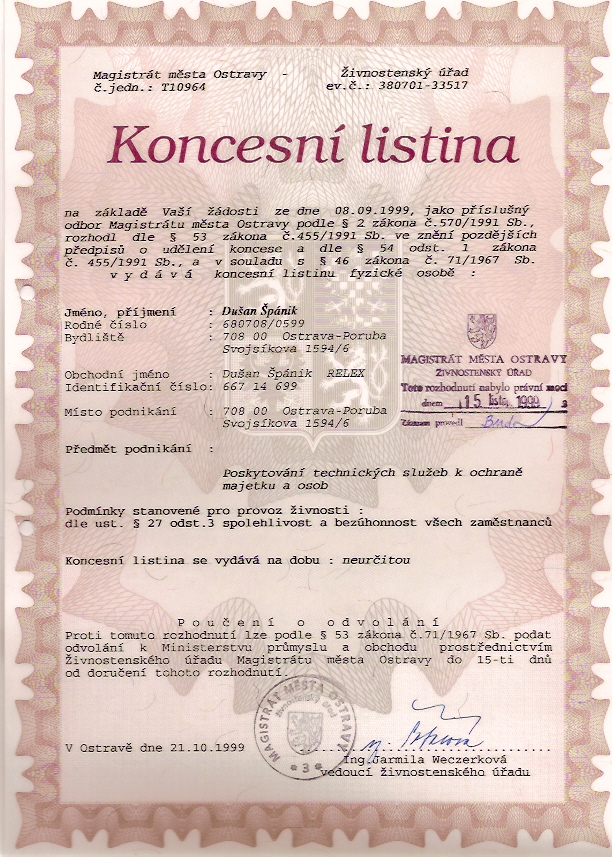 Magistrát města Ostravy - Živnostenský úřad
č.jedn.: T10964 ev.č.: 380701-33517
Koncesní listina
na základě Vaší žádosti ze dne 08.09.1999, jako příslušný
odbor Magistrátu města Ostravy podle § 2 zákona č.570/1991 Sb.,
rozhodl dle § 53 zákona č.455/1991 Sb. ve znění pozdějších
předpisů o udělení koncese a dle § 54 odst. 1 zákona
č. 455/1991 Sb., a v souladu s § 46 zákona č. 71/1967 Sb.
v y d á v á koncesní listinu fyzické osobě :
Jméno, příjmení : Dušan Špánik
Rodné číslo : 680708/0599
Bydliště : 708 00 Ostrava-Poruba
Svojsíkova 1594/6
Obchodní jméno : Dušan Špánik RELEX
Identifikační číslo: 667 14 699
Místo podnikání : 708 00 Ostrava-Poruba
Svojsíkova 1594/6
MAGISTRÁT MĚSTA OSTRAVY
ŽIVNOSTENSKÝ ÚŘAD
Toto rozhodnutí nabylo právní moci
dnem 15. listop. 1999
Záznam provedl
Předmět podnikání :
Poskytování technických služeb k ochraně
majetku a osob
Podmínky stanovené pro provoz živnosti :
dle ust. § 27 odst.3 spolehlivost a bezúhonnost všech zaměstnanců
Koncesní listina se vydává na dobu : neurčitou
P o u č e n í o o d v o l á n í
Proti tomuto rozhodnutí lze podle § 53 zákona č.71/1967 Sb. podat
odvolání k Ministerstvu průmyslu a obchodu prostřednictvím
Živnostenského úřadu Magistrátu města Ostravy do 15-ti dnů
od doručení tohoto rozhodnutí.
MAGISTRÁT MĚSTA OSTRAVY
Živnostenský úřad
* 3 *
V Ostravě dne 21.10.1999
Ing.Jarmila Weczerková
vedoucí živnostenského úřadu